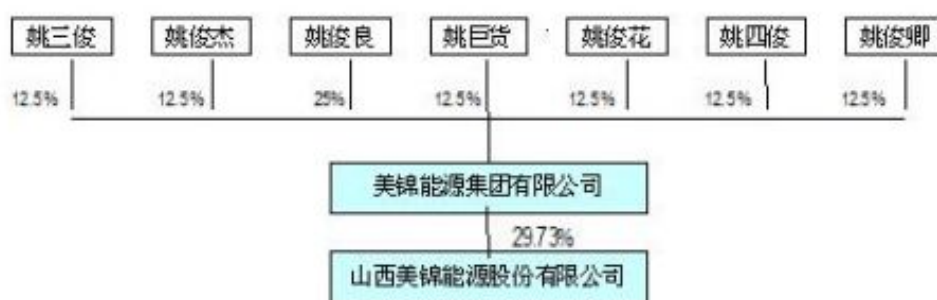 姚三俊 姚俊杰 姚俊良 姚巨货 姚俊花 姚四俊 姚俊卿
12.5% 12.5% 25% 12.5% 12.5% 12.5% 12.5%
美锦能源集团有限公司
29.73%
山西美锦能源股份有限公司